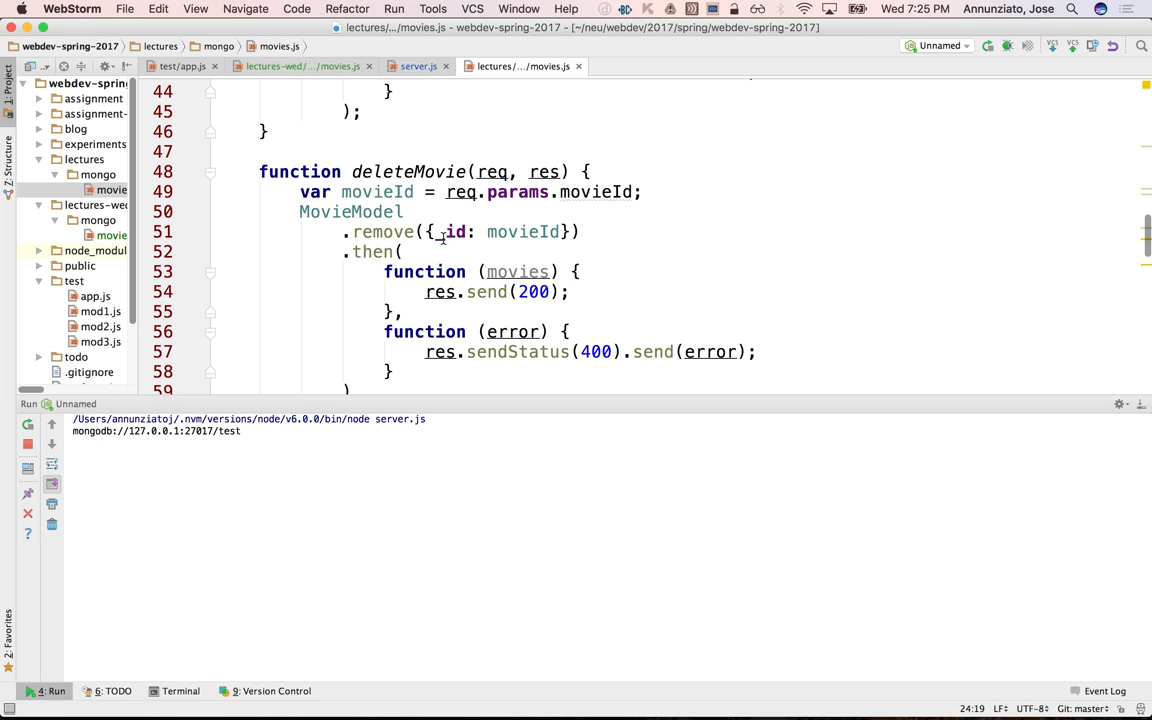 WebStorm File Edit View Navigate Code Refactor Run Tools VCS Window Help Wed 7:25 PM Annunziato, Jose
lectures/.../movies.js - webdev-spring-2017 - [~/neu/webdev/2017/spring/webdev-spring-2017]
webdev-spring-2017 lectures mongo movies.js Unnamed
test/app.js lectures-wed/.../movies.js server.js lectures/.../movies.js
1: Project
Z: Structure
2: Favorites
webdev-sprin
assignment
assignment-
blog
experiments
lectures
mongo
movie
lectures-wed
mongo
movie
node_modul
public
test
app.js
mod1.js
mod2.js
mod3.js
todo
.gitignore
44 }
45 );
46 }
47
48 function deleteMovie(req, res) {
49 var movieId = req.params.movieId;
50 MovieModel
51 .remove({_id: movieId})
52 .then(
53 function (movies) {
54 res.send(200);
55 },
56 function (error) {
57 res.sendStatus(400).send(error);
58 }
59 )
Run Unnamed
/Users/annunziatoj/.nvm/versions/node/v6.0.0/bin/node server.js
mongodb://127.0.0.1:27017/test
4: Run 6: TODO Terminal 9: Version Control Event Log
24:19 LF UTF-8 Git: master